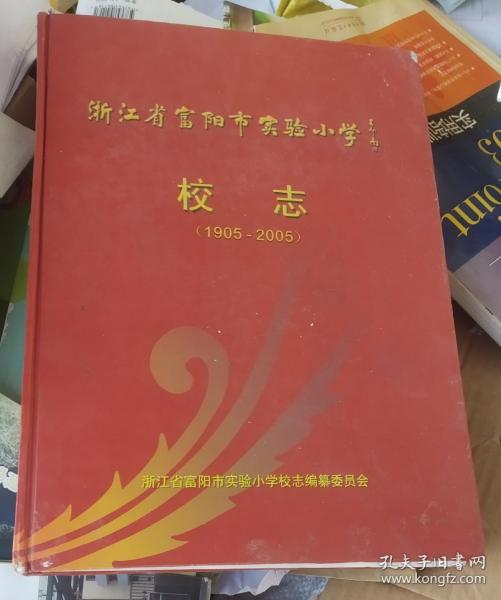 浙江省富阳市实验小学
校 志
(1905-2005)
浙江省富阳市实验小学校志编纂委员会
oint
孔夫子旧书网
www.kongfz.com